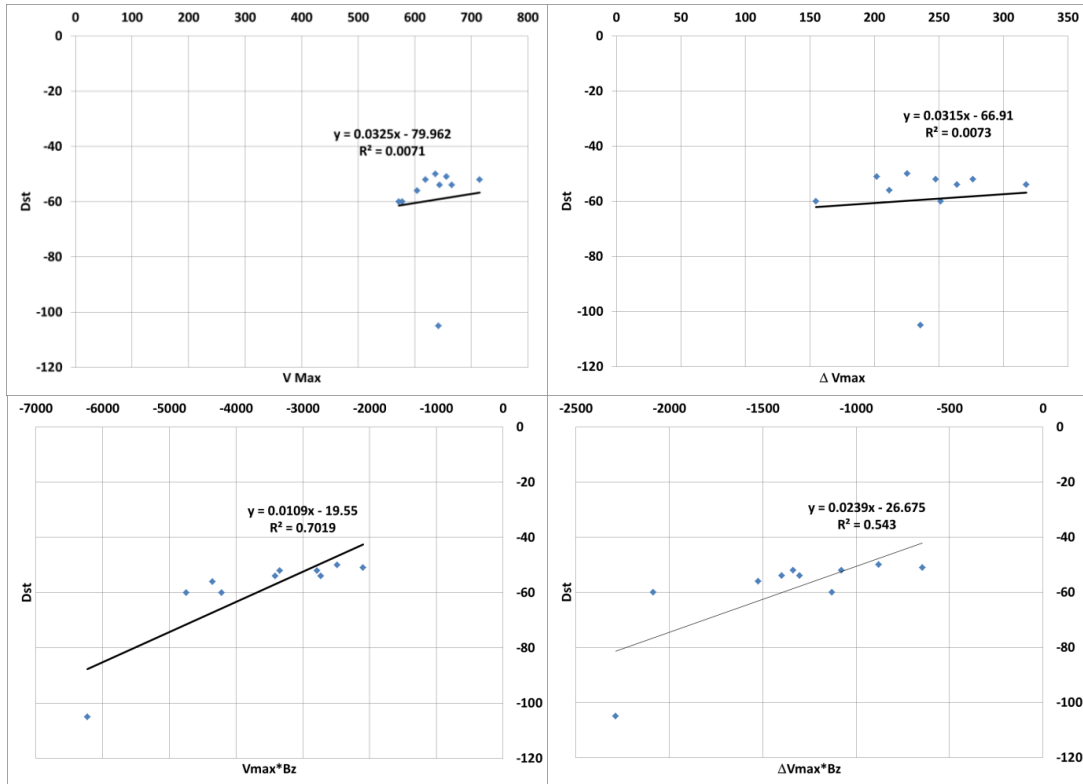 0 100 200 300 400 500 600 700 800
0
-20
-40
-60
-80
-100
-120
Dst
y = 0.0325x - 79.962
R² = 0.0071
V Max
0 50 100 150 200 250 300 350
0
-20
-40
-60
-80
-100
-120
Dst
y = 0.0315x - 66.91
R² = 0.0073
Δ Vmax
-7000 -6000 -5000 -4000 -3000 -2000 -1000 0
0
-20
-40
-60
-80
-100
-120
Dst
y = 0.0109x - 19.55
R² = 0.7019
Vmax*Bz
-2500 -2000 -1500 -1000 -500 0
0
-20
-40
-60
-80
-100
-120
Dst
y = 0.0239x - 26.675
R² = 0.543
ΔVmax*Bz